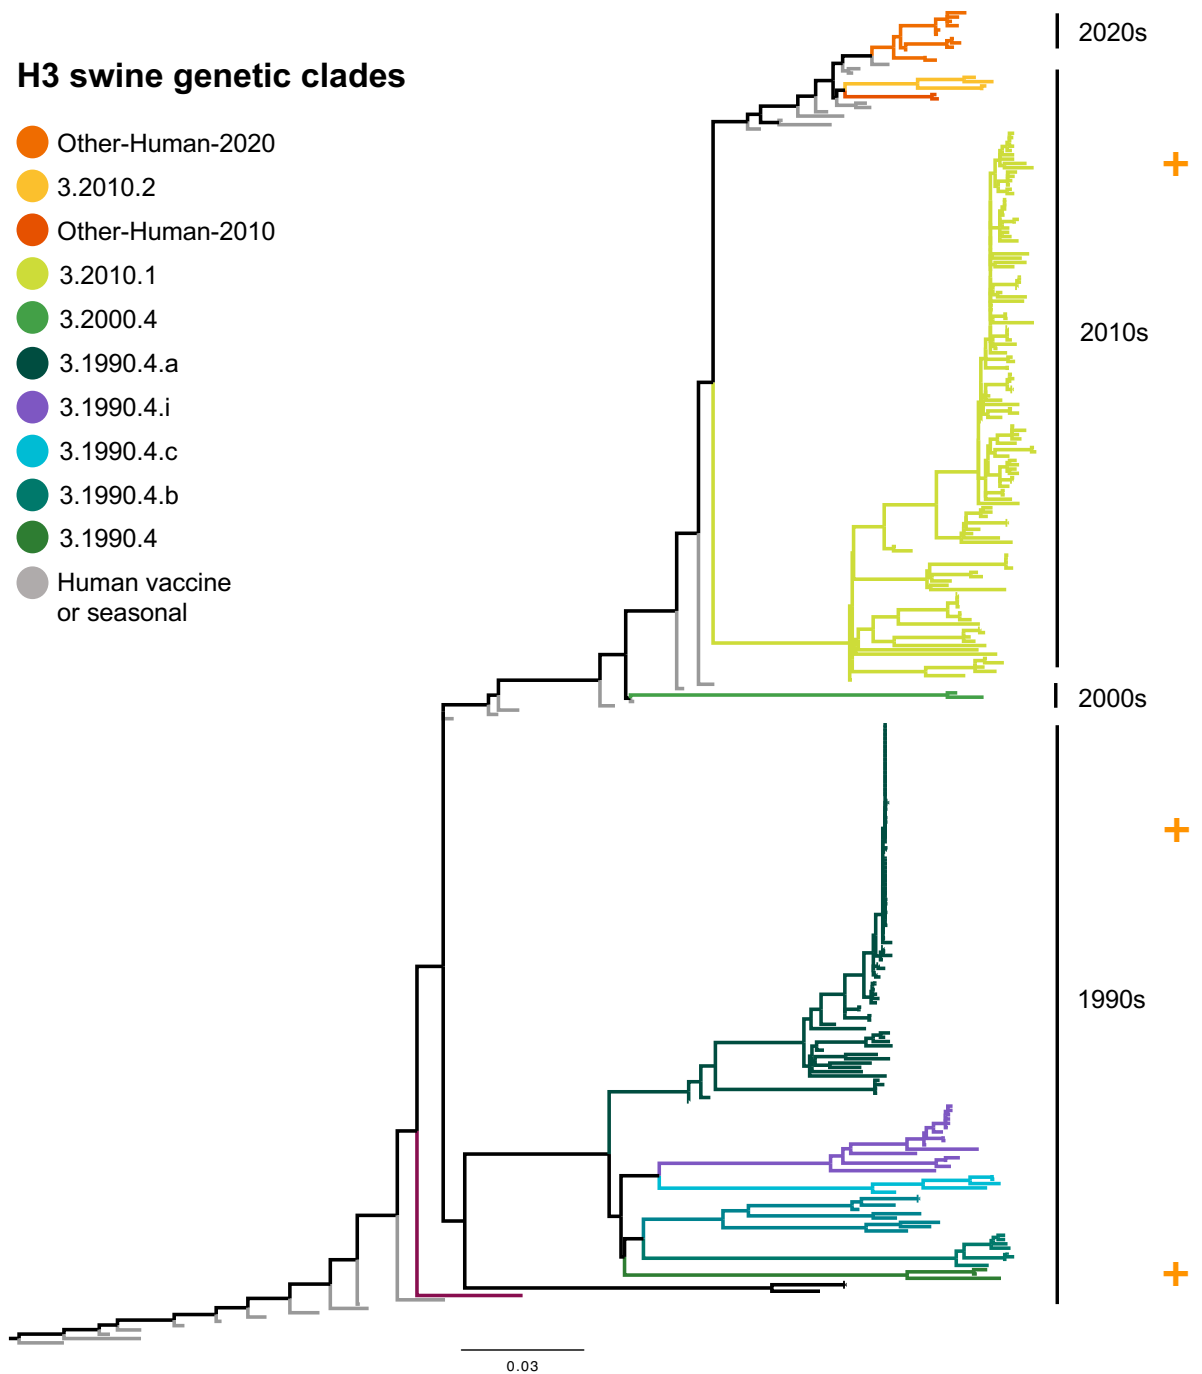 H3 swine genetic clades
Other-Human-2020
3.2010.2
Other-Human-2010
3.2010.1
3.2000.4
3.1990.4.a
3.1990.4.i
3.1990.4.c
3.1990.4.b
3.1990.4
Human vaccine
or seasonal
2020s
+
2010s
2000s
+
1990s
+
0.03